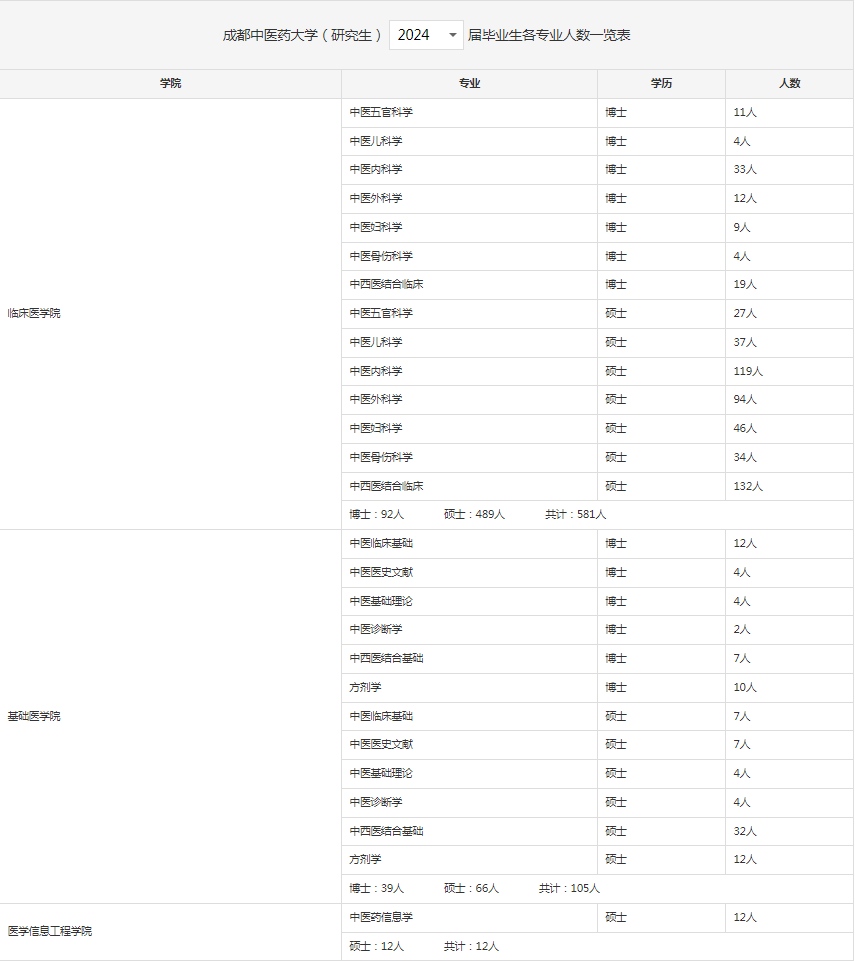 成都中医药大学（研究生） 2024 届毕业生各专业人数一览表
学院 专业 学历 人数
中医五官科学 博士 11人
中医儿科学 博士 4人
中医内科学 博士 33人
中医外科学 博士 12人
中医妇科学 博士 9人
中医骨伤科学 博士 4人
中西医结合临床 博士 19人
临床医学院 中医五官科学 硕士 27人
中医儿科学 硕士 37人
中医内科学 硕士 119人
中医外科学 硕士 94人
中医妇科学 硕士 46人
中医骨伤科学 硕士 34人
中西医结合临床 硕士 132人
博士：92人 硕士：489人 共计：581人
中医临床基础 博士 12人
中医医史文献 博士 4人
中医基础理论 博士 4人
中医诊断学 博士 2人
中西医结合基础 博士 7人
方剂学 博士 10人
基础医学院 中医临床基础 硕士 7人
中医医史文献 硕士 7人
中医基础理论 硕士 4人
中医诊断学 硕士 4人
中西医结合基础 硕士 32人
方剂学 硕士 12人
博士：39人 硕士：66人 共计：105人
中医药信息学 硕士 12人
医学信息工程学院
硕士：12人 共计：12人